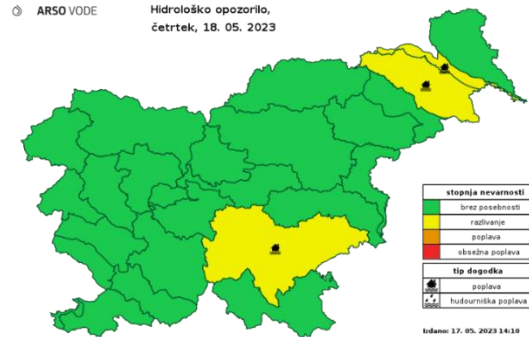 ARSO VODE
Hidrološko opozorilo,
četrtek, 18. 05. 2023
stopnja nevarnosti
brez posebnosti
razlivanje
poplava
obsežna poplava
tip dogodka
poplava
hudourniška poplava
Izdano: 17. 05. 2023 14:10